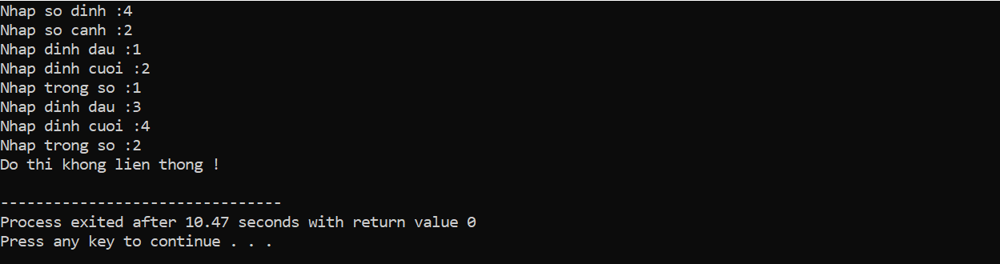 Nhap so dinh :4
Nhap so canh :2
Nhap dinh dau :1
Nhap dinh cuoi :2
Nhap trong so :1
Nhap dinh dau :3
Nhap dinh cuoi :4
Nhap trong so :2
Do thi khong lien thong !
--------------------------------
Process exited after 10.47 seconds with return value 0
Press any key to continue . . .